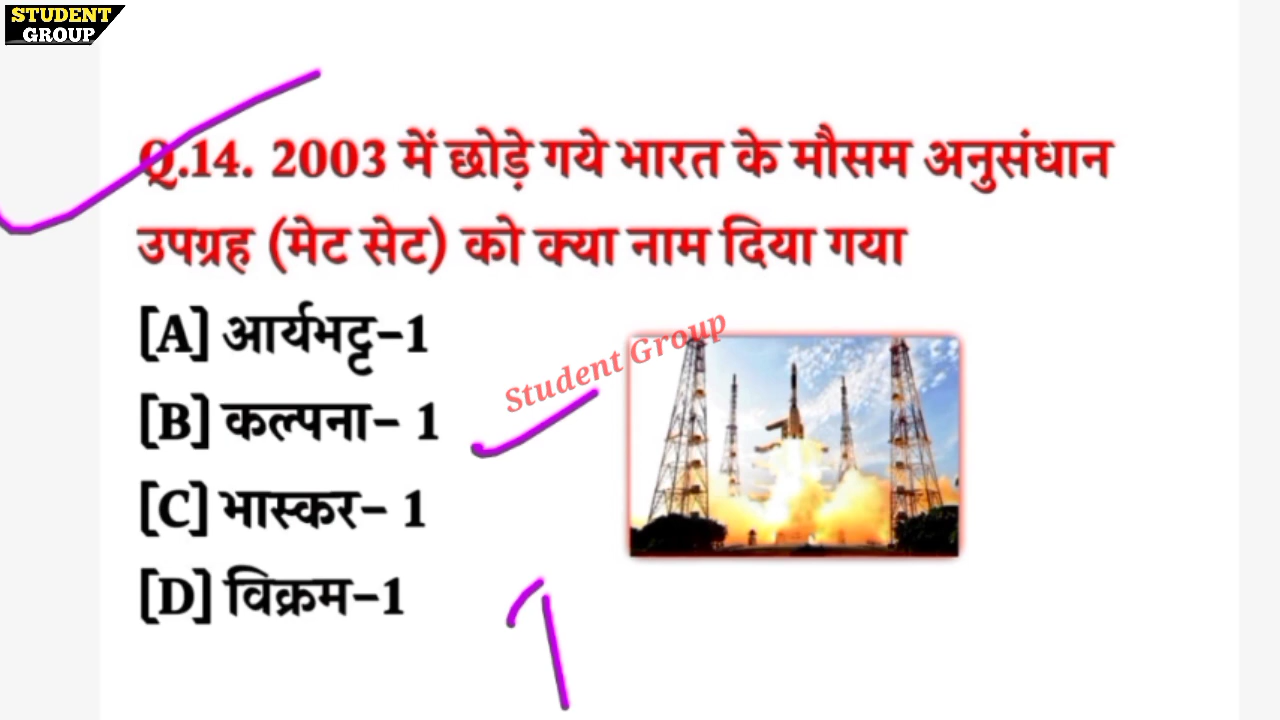 STUDENT
GROUP
Q.14. 2003 में छोड़े गये भारत के मौसम अनुसंधान
उपग्रह (मेट सेट) को क्या नाम दिया गया
[A] आर्यभट्ट-1
[B] कल्पना- 1
Student Group
[C] भास्कर- 1
[D] विक्रम-1